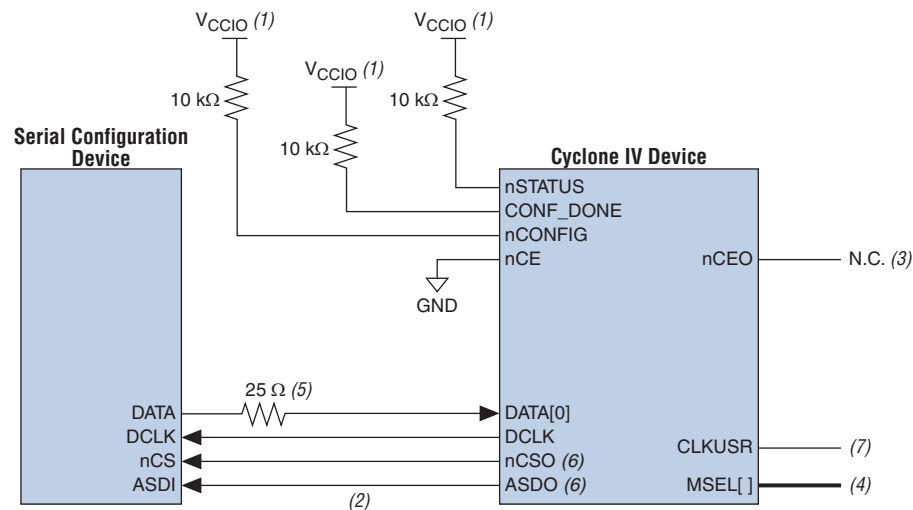 VCCIO (1)
VCCIO (1)
VCCIO (1)
10 kΩ
10 kΩ
10 kΩ
Serial Configuration
Device
Cyclone IV Device
nSTATUS
CONF_DONE
nCONFIG
nCE
nCEO
N.C. (3)
GND
25 Ω (5)
DATA
DATA[0]
DCLK
DCLK
nCS
nCSO (6)
ASDI
ASDO (6)
(2)
CLKUSR
(7)
MSEL[ ]
(4)